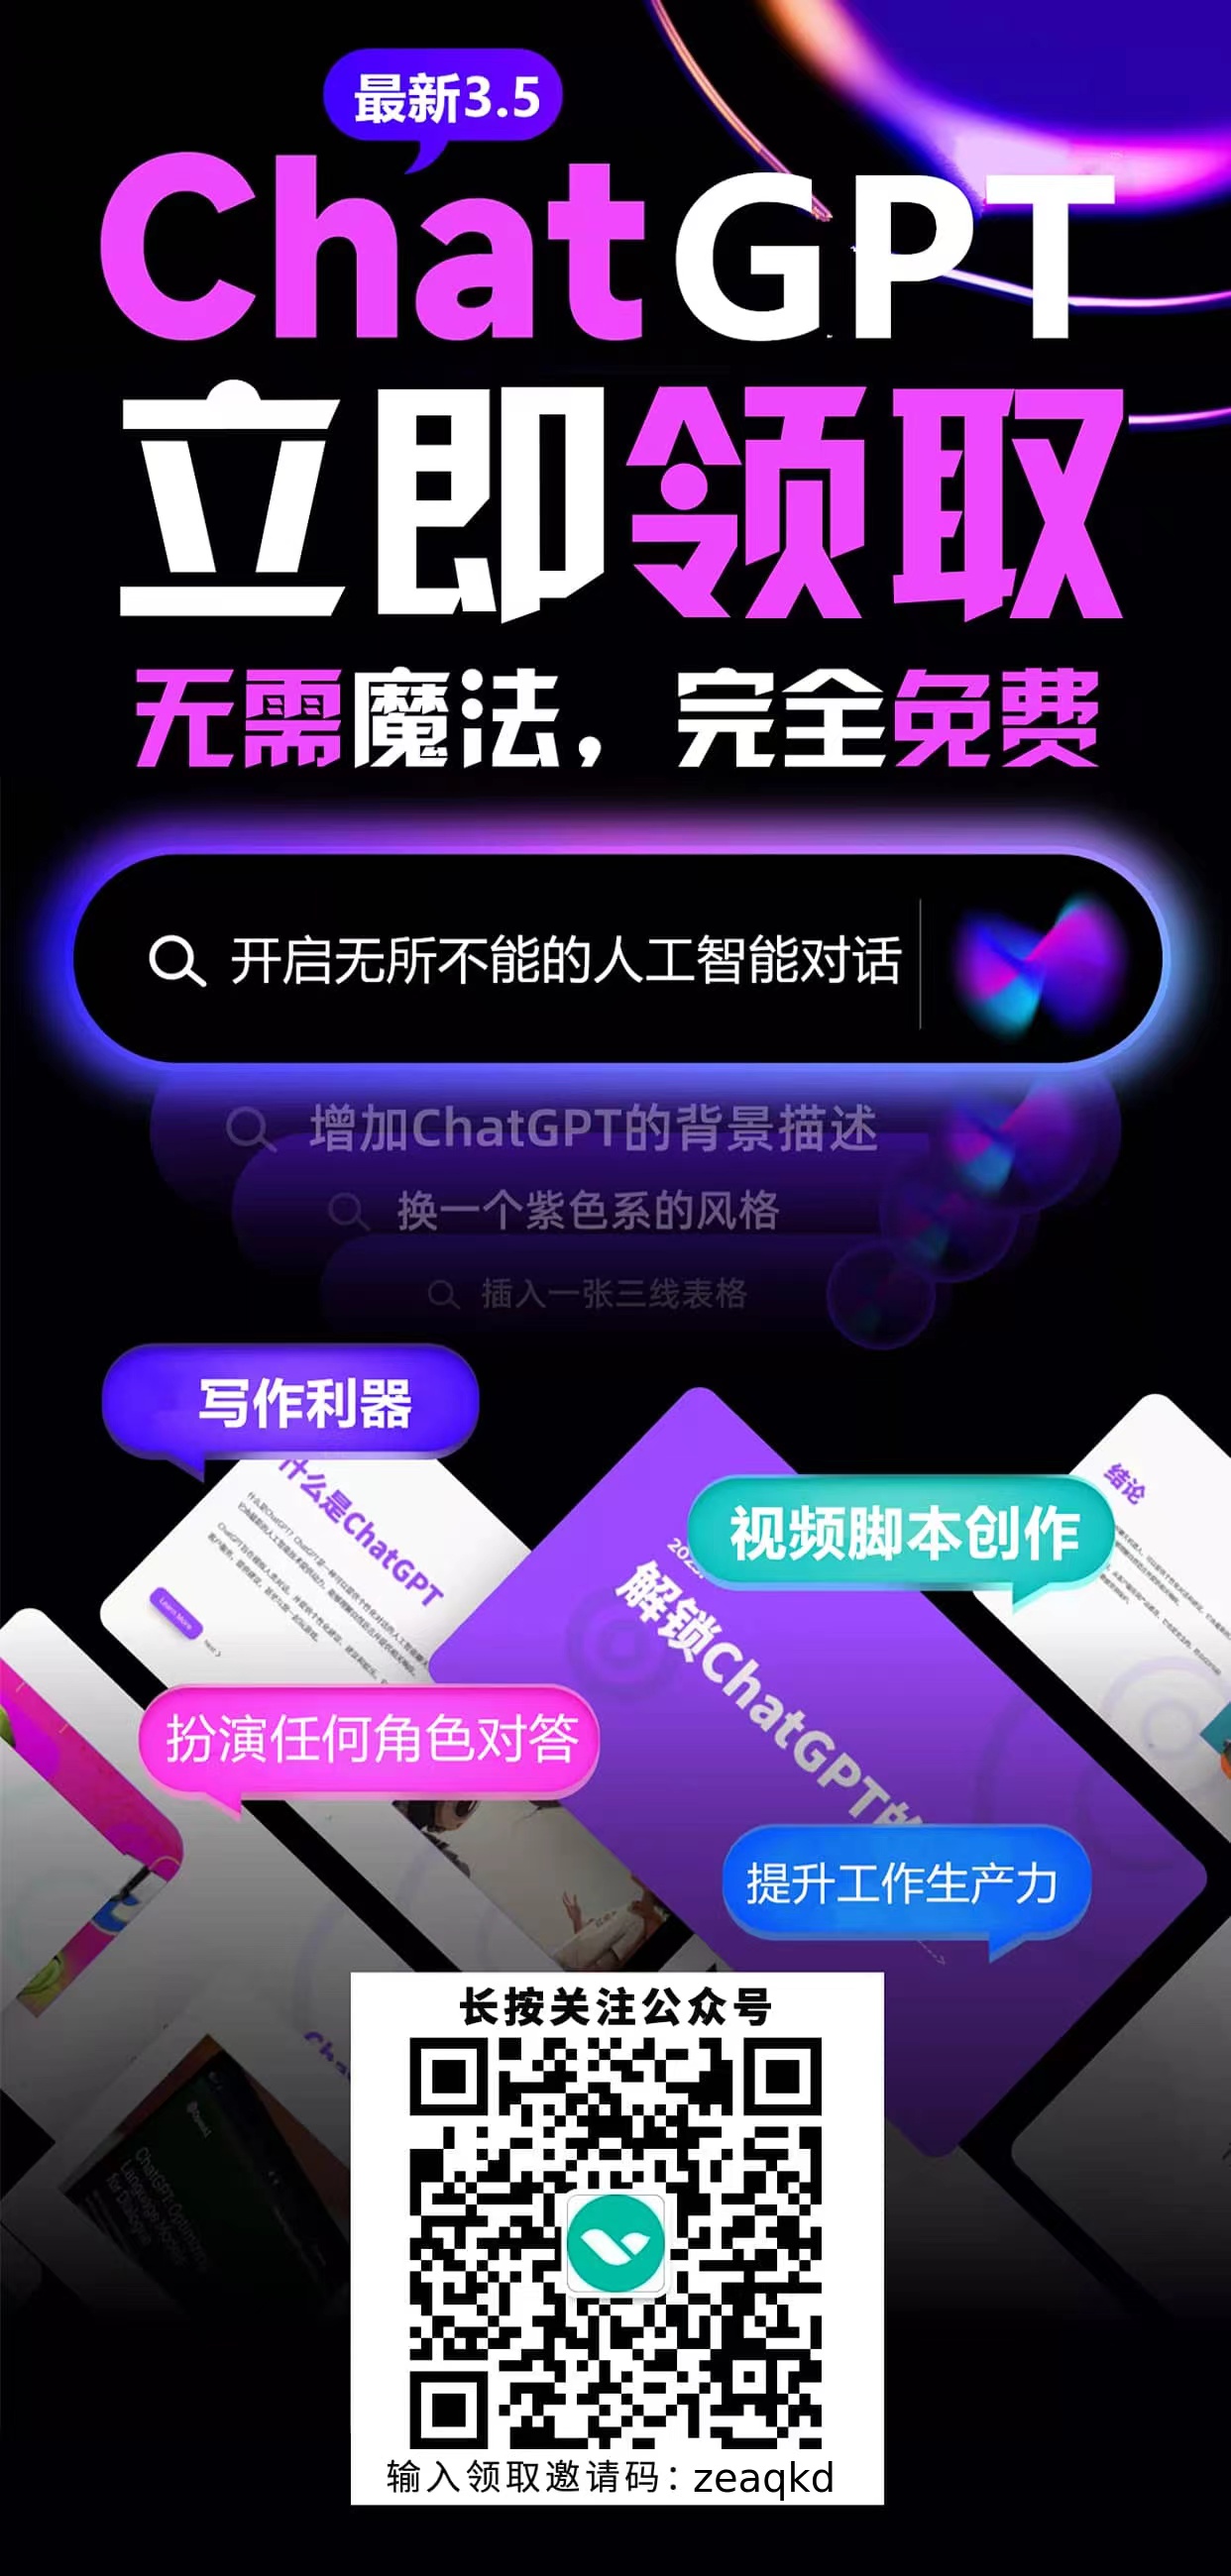 最新3.5
ChatGPT
立即领取
无需魔法，完全免费
开启无所不能的人工智能对话
增加ChatGPT的背景描述
换一个紫色系的风格
插入一张三线表格
写作利器
什么是ChatGPT
Learn More
结论
视频脚本创作
解锁ChatGPT的
扮演任何角色对答
提升工作生产力
长按关注公众号
输入领取邀请码：zeaqkd